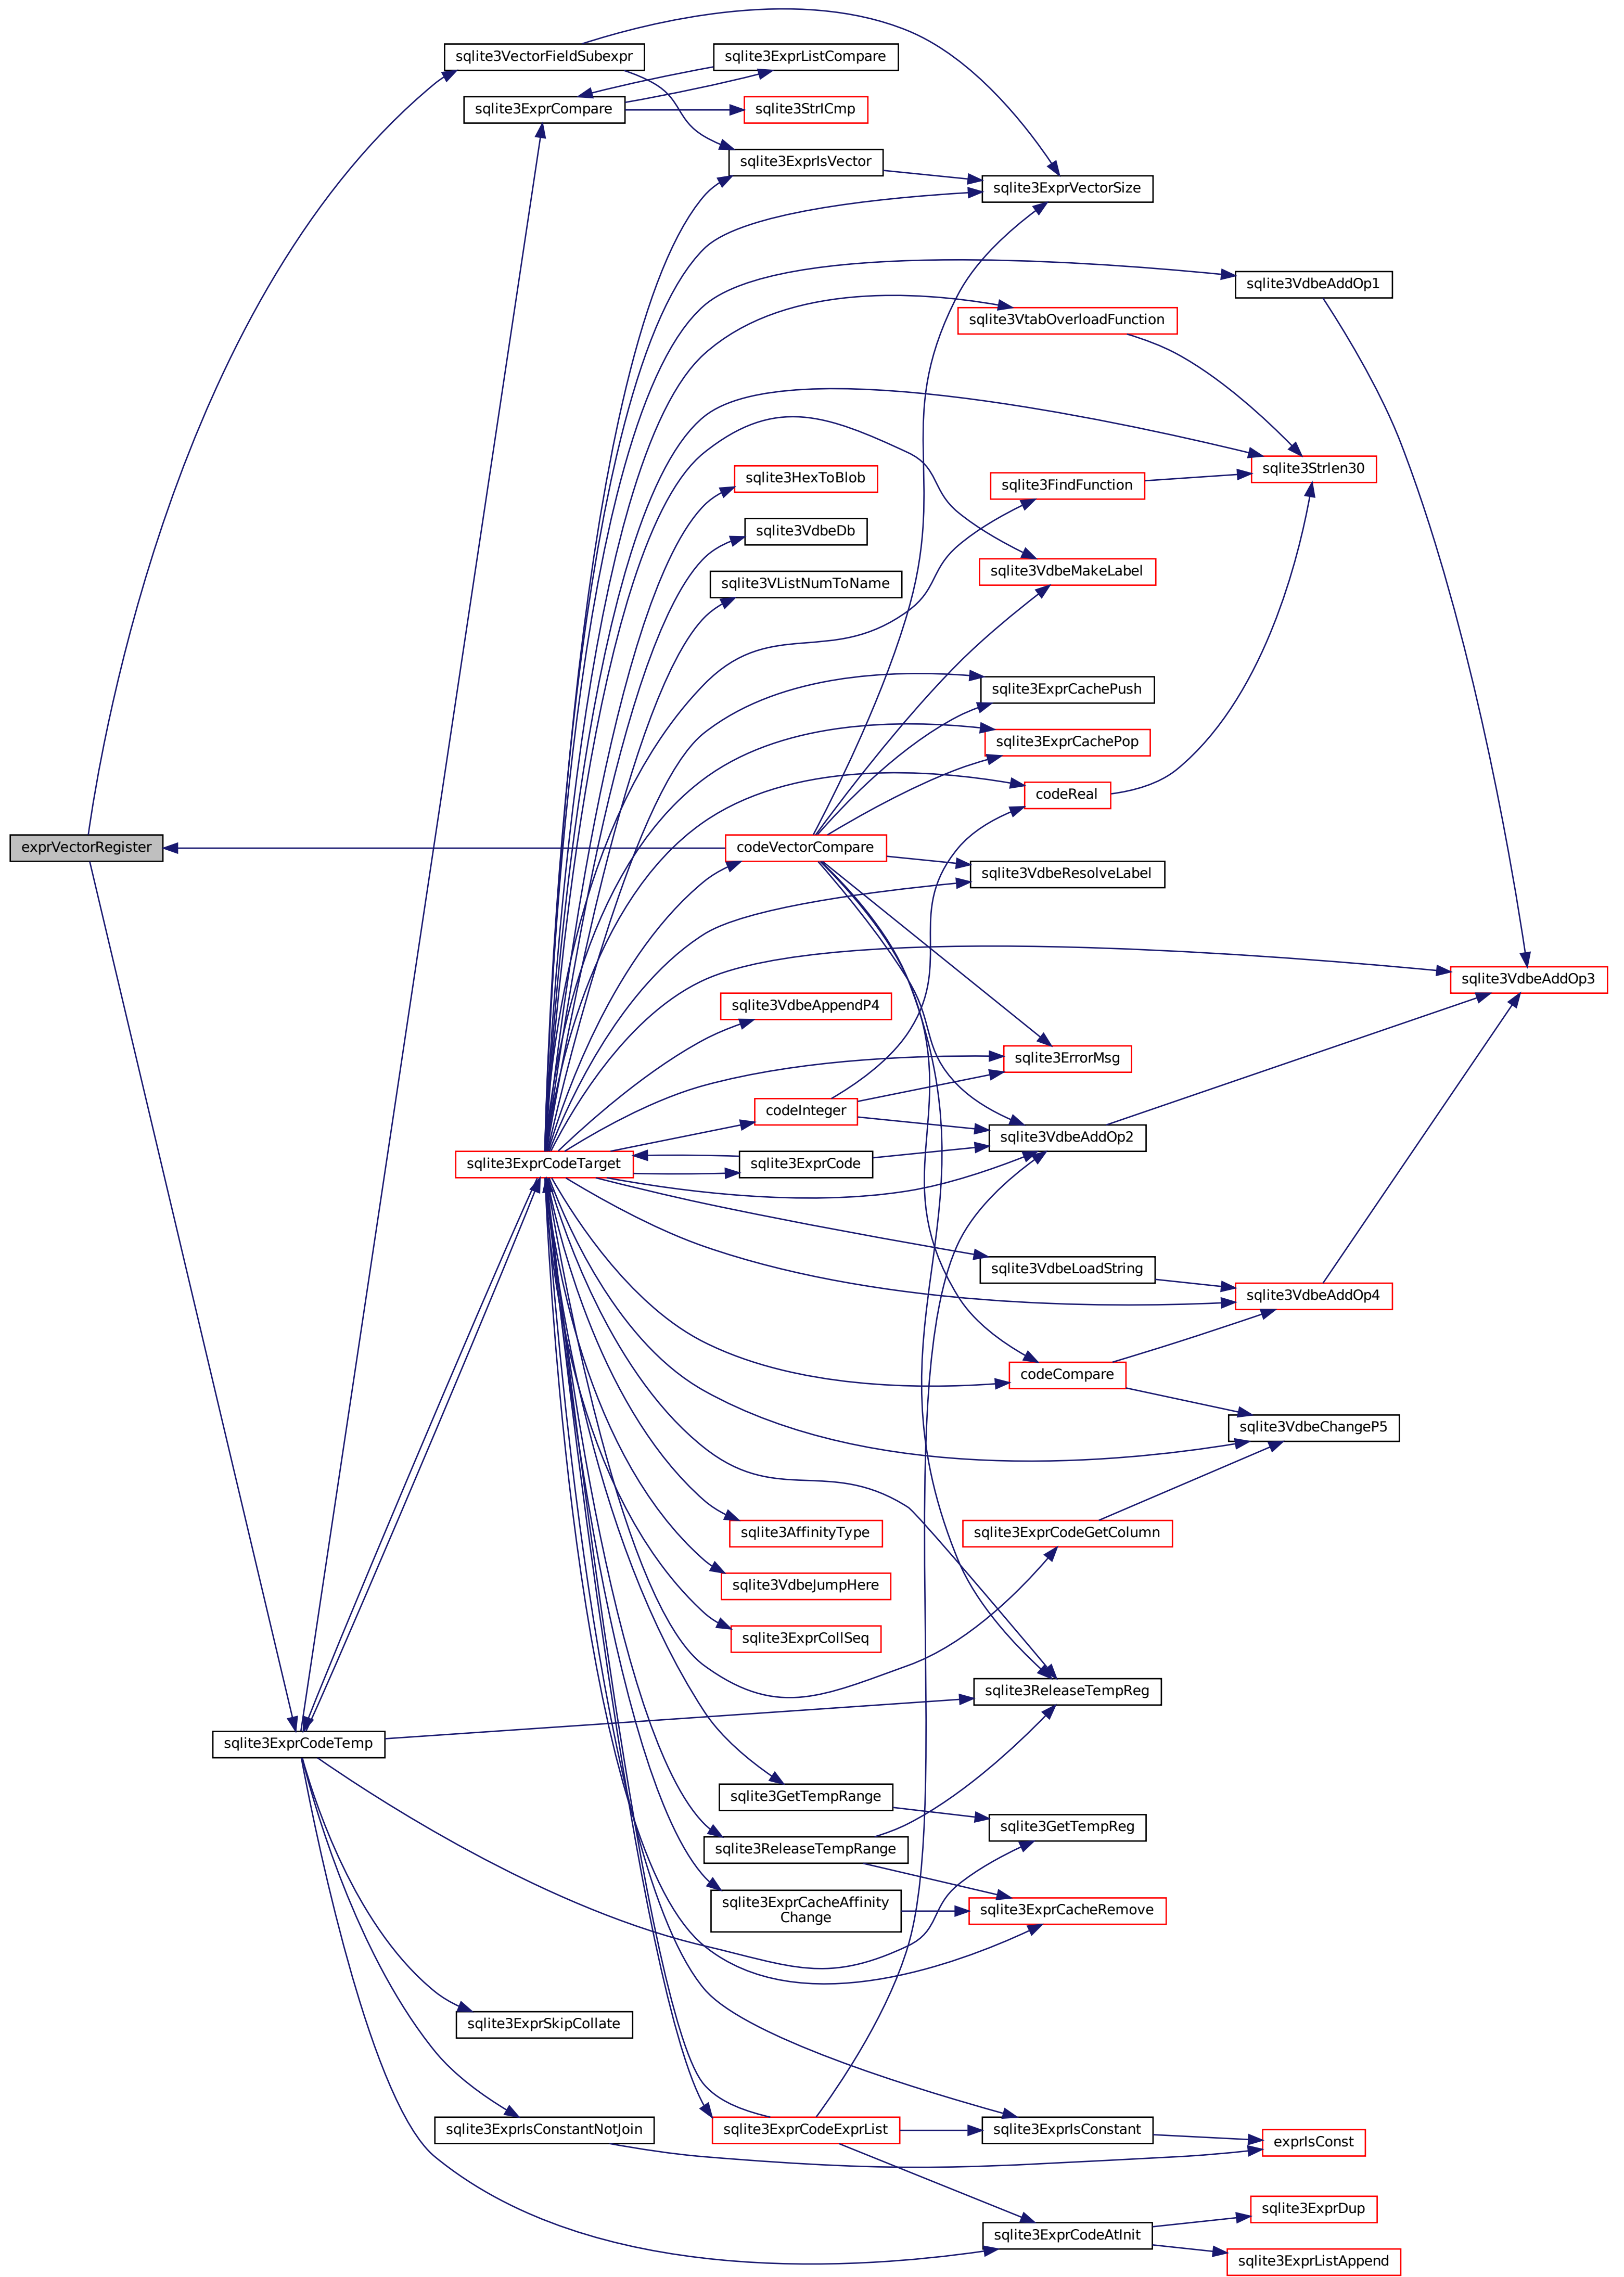 sqlite3VectorFieldSubexpr
sqlite3ExprListCompare
sqlite3ExprCompare
sqlite3StrICmp
sqlite3ExprIsVector
sqlite3ExprVectorSize
sqlite3VdbeAddOp1
sqlite3VtabOverloadFunction
sqlite3Strlen30
sqlite3HexToBlob
sqlite3FindFunction
sqlite3VdbeDb
sqlite3VdbeMakeLabel
sqlite3VListNumToName
sqlite3ExprCachePush
sqlite3ExprCachePop
codeReal
exprVectorRegister
codeVectorCompare
sqlite3VdbeResolveLabel
sqlite3VdbeAddOp3
sqlite3VdbeAppendP4
sqlite3ErrorMsg
codeInteger
sqlite3VdbeAddOp2
sqlite3ExprCodeTarget
sqlite3ExprCode
sqlite3VdbeLoadString
sqlite3VdbeAddOp4
codeCompare
sqlite3VdbeChangeP5
sqlite3AffinityType
sqlite3ExprCodeGetColumn
sqlite3VdbeJumpHere
sqlite3ExprCollSeq
sqlite3ReleaseTempReg
sqlite3ExprCodeTemp
sqlite3GetTempRange
sqlite3GetTempReg
sqlite3ReleaseTempRange
sqlite3ExprCacheAffinity
Change
sqlite3ExprCacheRemove
sqlite3ExprSkipCollate
sqlite3ExprIsConstantNotJoin
sqlite3ExprCodeExprList
sqlite3ExprIsConstant
exprIsConst
sqlite3ExprDup
sqlite3ExprCodeAtInit
sqlite3ExprListAppend